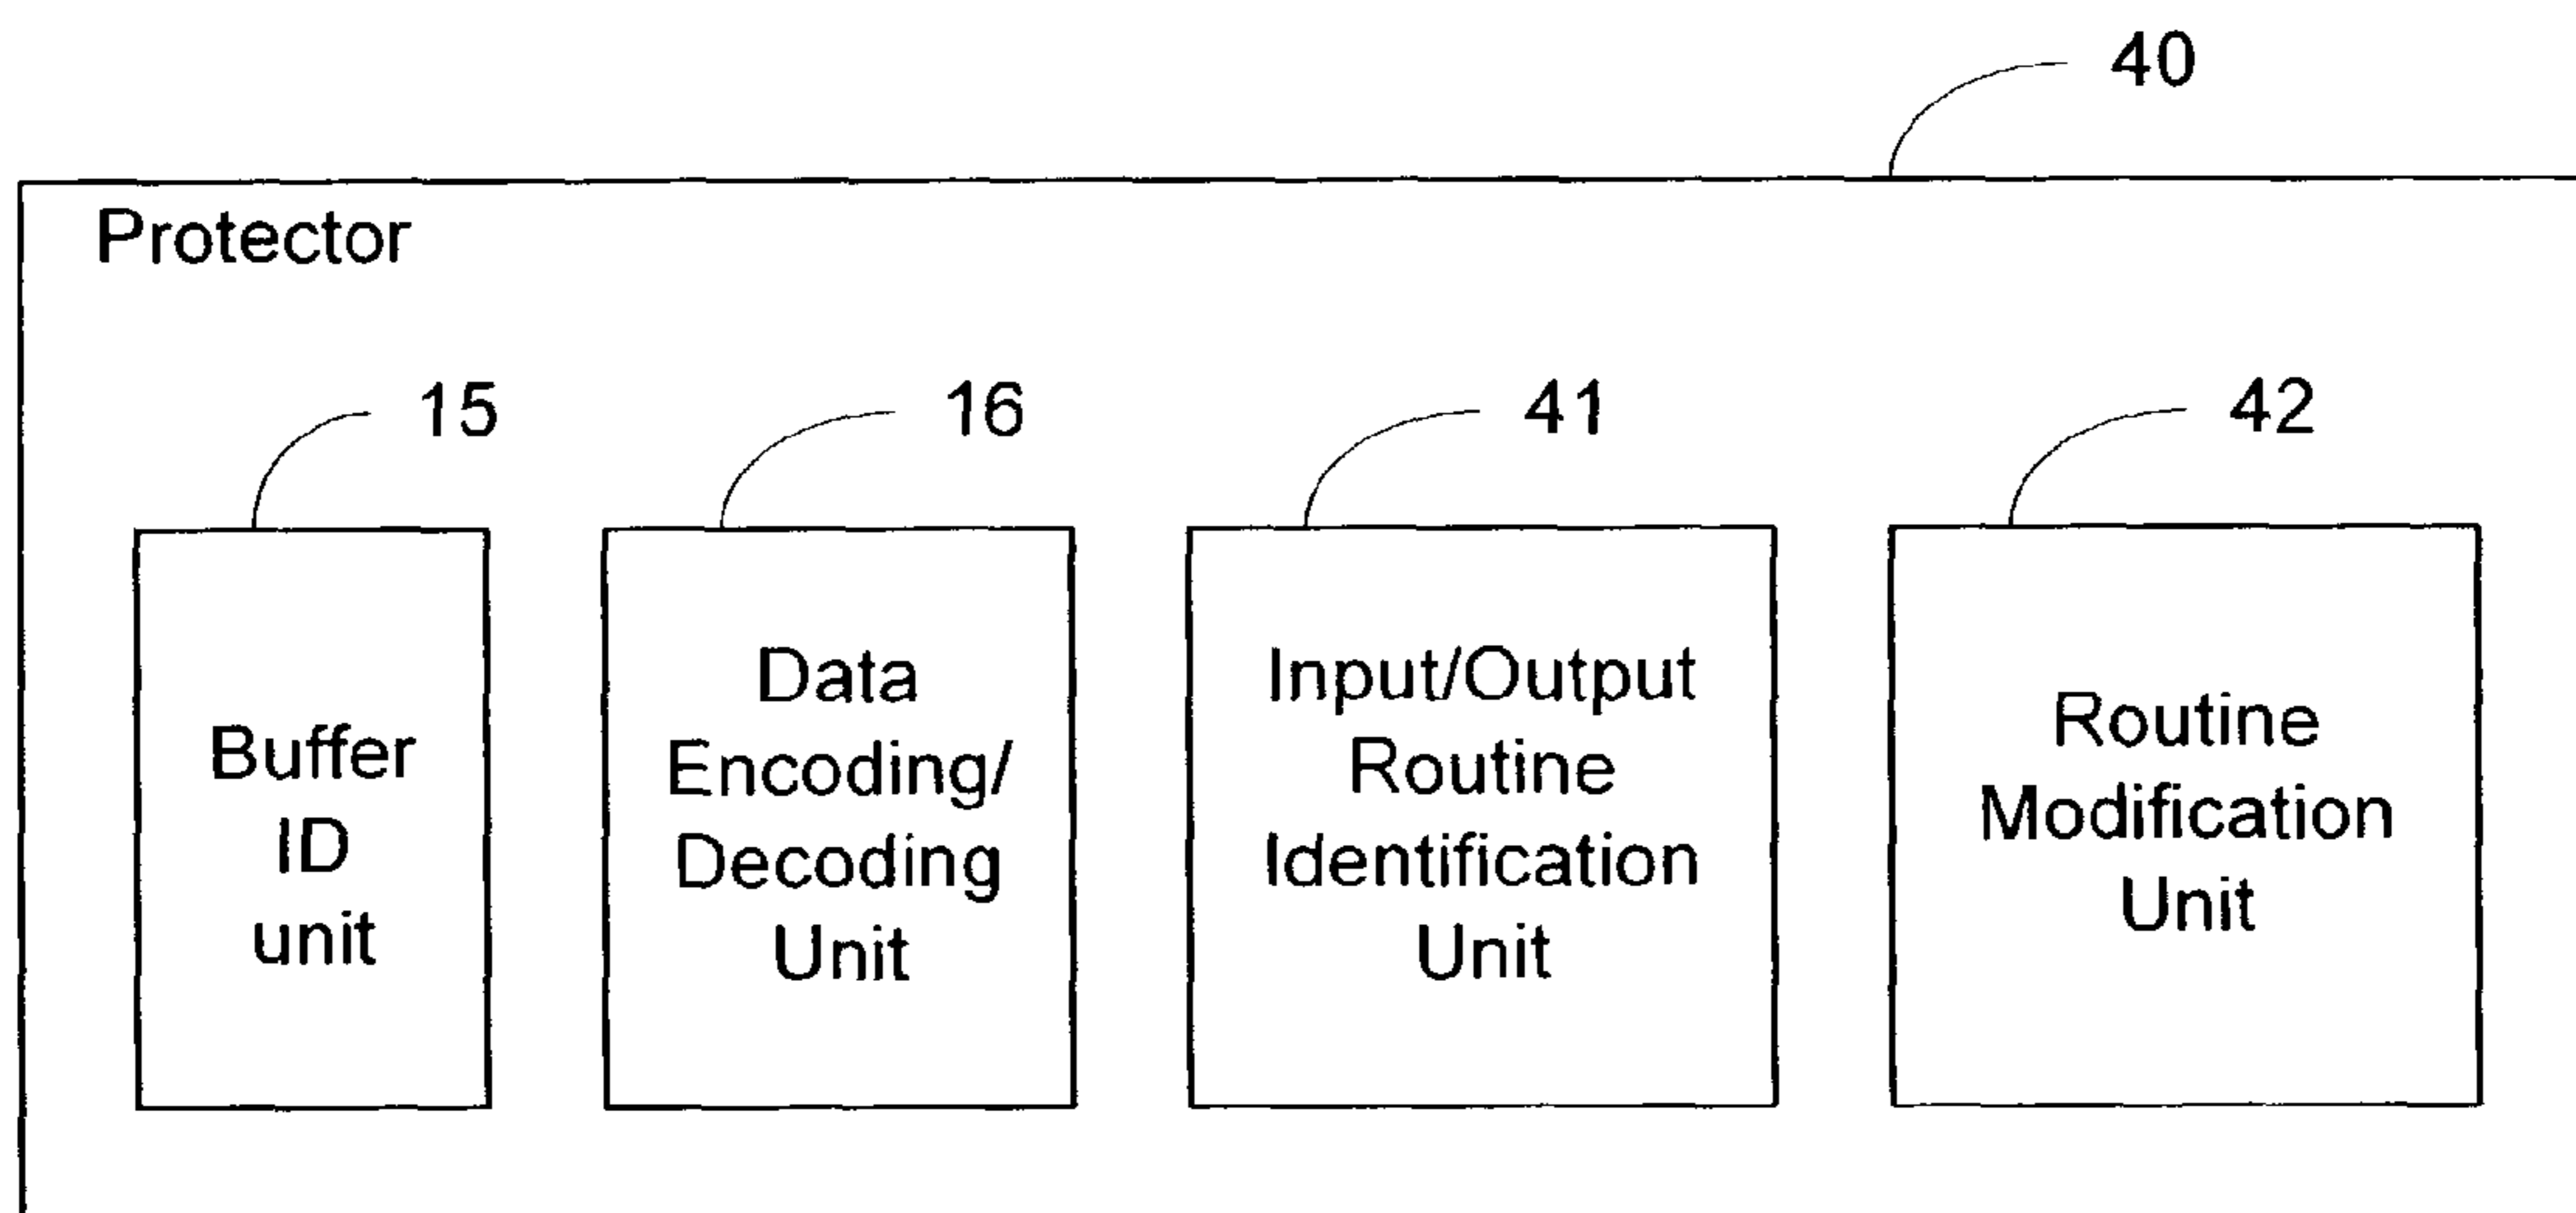 40
Protector
15
16
41
42
Buffer
ID
unit
Data
Encoding/
Decoding
Unit
Input/Output
Routine
Identification
Unit
Routine
Modification
Unit